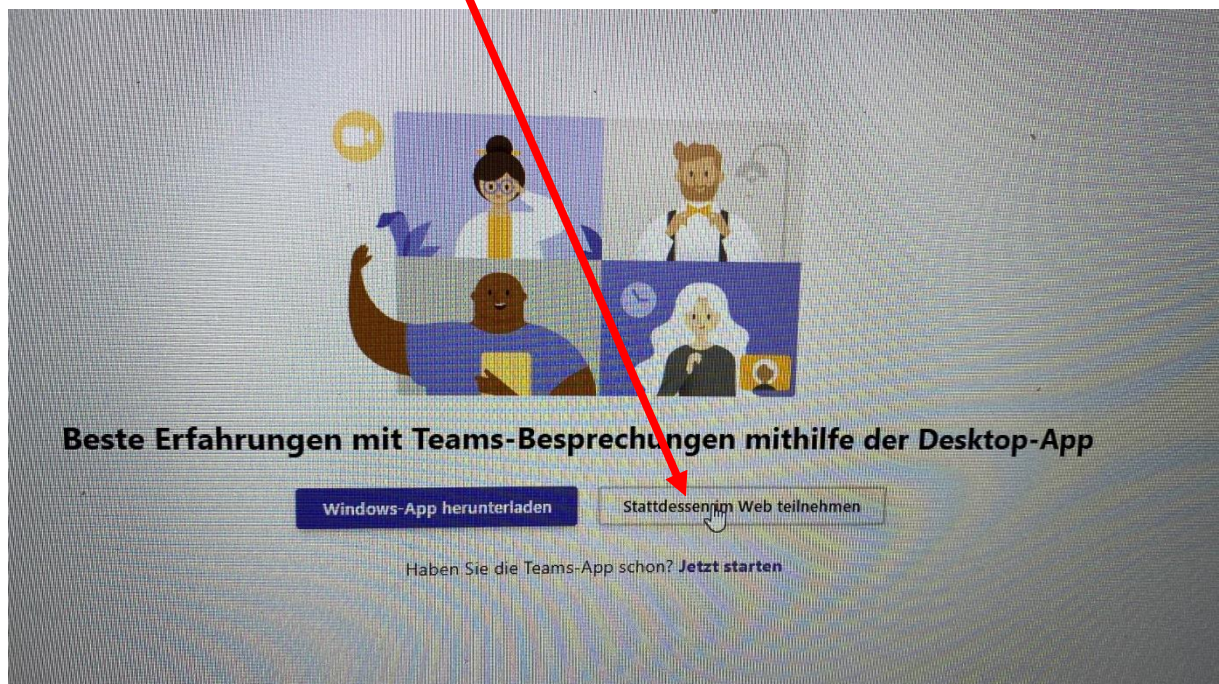 Beste Erfahrungen mit Teams-Besprechungen mithilfe der Desktop-App
Windows-App herunterladen
Stattdessen im Web teilnehmen
Haben Sie die Teams-App schon? Jetzt starten